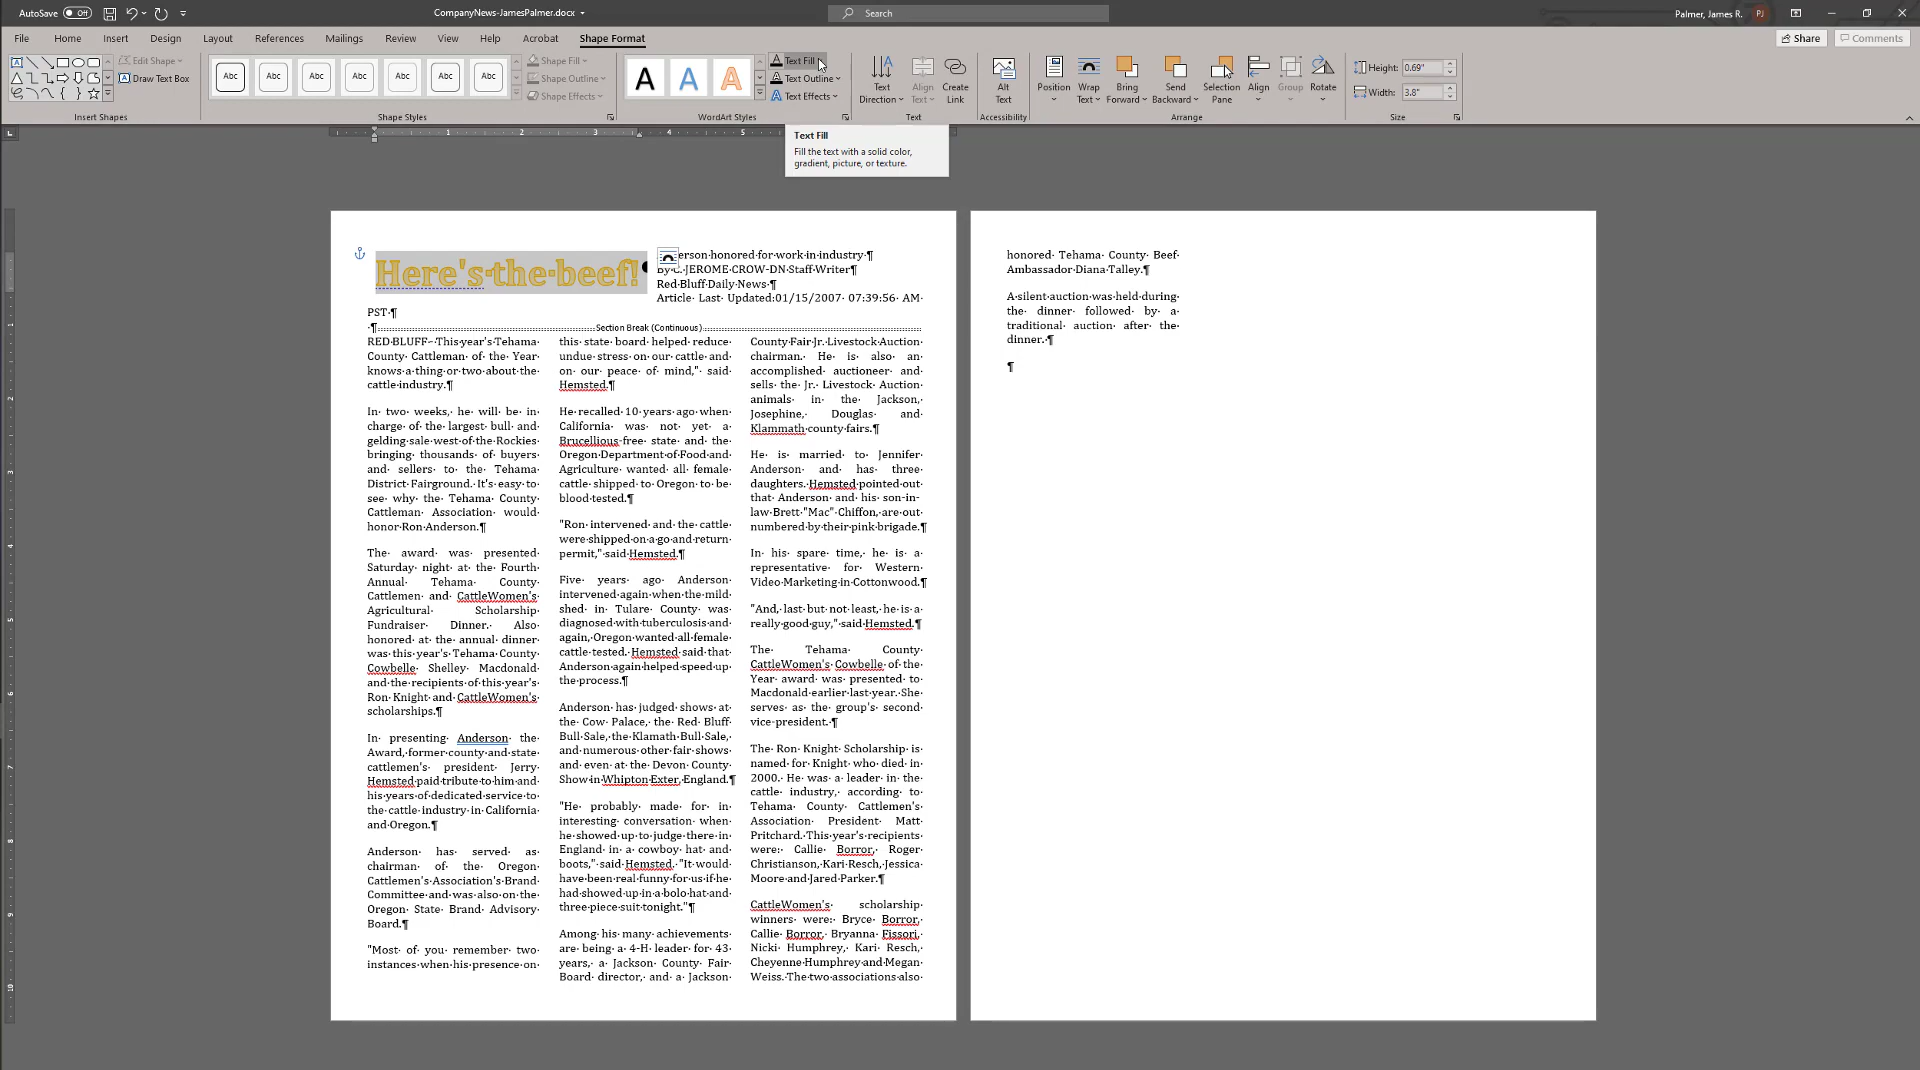 AutoSave Off
CompanyNews-JamesPalmer.docx
Search
Palmer, James R. PJ
File Home Insert Design Layout References Mailings Review View Help Acrobat Shape Format
Share Comments
Edit Shape
Draw Text Box
Insert Shapes
Abc Abc Abc Abc Abc Abc Abc
Shape Fill
Shape Outline
Shape Effects
Shape Styles
A A A
Text Fill
Text Outline
Text Effects
WordArt Styles
Text Direction
Align Text
Create Link
Text
Alt Text
Accessibility
Position
Wrap Text
Bring Forward
Send Backward
Selection Pane
Align
Group
Rotate
Arrange
Height: 0.69"
Width: 3.8"
Size
1 2 3 4 5
Text Fill
Fill the text with a solid color,
gradient, picture, or texture.
Here's·the·beef!
erson·honored·for·work·in·industry·¶
By·C.·JEROME·CROW-DN·Staff·Writer¶
Red·Bluff·Daily·News·¶
Article· Last· Updated:01/15/2007· 07:39:56· AM·
PST·¶
·¶ Section Break (Continuous)
RED·BLUFF-·This·year's·Tehama·
County· Cattleman· of· the· Year·
knows·a·thing·or·two·about·the·
cattle·industry.¶
In· two· weeks,· he· will· be· in·
charge· of· the· largest· bull· and·
gelding·sale·west·of·the·Rockies·
bringing· thousands· of· buyers·
and· sellers· to· the· Tehama·
District· Fairground.· It's· easy· to·
see· why· the· Tehama· County·
Cattleman· Association· would·
honor·Ron·Anderson.¶
The· award· was· presented·
Saturday· night· at· the· Fourth·
Annual· Tehama· County·
Cattlemen· and· CattleWomen's·
Agricultural· Scholarship·
Fundraiser· Dinner.· Also·
honored· at· the· annual· dinner·
was·this·year's·Tehama·County·
Cowbelle· Shelley· Macdonald·
and·the·recipients·of·this·year's·
Ron·Knight·and·CattleWomen's·
scholarships.¶
In· presenting· Anderson· the·
Award,·former·county·and·state·
cattlemen's· president· Jerry·
Hemsted·paid·tribute·to·him·and·
his·years·of·dedicated·service·to·
the·cattle·industry·in·California·
and·Oregon.¶
Anderson· has· served· as·
chairman· of· the· Oregon·
Cattlemen's·Association's·Brand·
Committee·and·was·also·on·the·
Oregon· State· Brand· Advisory·
Board.¶
"Most· of· you· remember· two·
instances·when·his·presence·on·
this·state·board·helped·reduce·
undue·stress·on·our·cattle·and·
on· our· peace· of· mind,"· said·
Hemsted.¶
He·recalled·10·years·ago·when·
California· was· not· yet· a·
Brucellious-free· state· and· the·
Oregon·Department·of·Food·and·
Agriculture· wanted· all· female·
cattle·shipped·to·Oregon·to·be·
blood·tested.¶
"Ron·intervened·and·the·cattle·
were·shipped·on·a·go·and·return·
permit,"·said·Hemsted.¶
Five· years· ago· Anderson·
intervened·again·when·the·mild·
shed· in· Tulare· County· was·
diagnosed·with·tuberculosis·and·
again,·Oregon·wanted·all·female·
cattle·tested.·Hemsted·said·that·
Anderson·again·helped·speed·up·
the·process.¶
Anderson·has·judged·shows·at·
the·Cow·Palace,·the·Red·Bluff·
Bull·Sale,·the·Klamath·Bull·Sale,·
and·numerous·other·fair·shows·
and·even·at·the·Devon·County·
Show·in·Whipton·Exter,·England.¶
"He· probably· made· for· in·
interesting· conversation· when·
he·showed·up·to·judge·there·in·
England·in·a·cowboy·hat·and·
boots,"·said·Hemsted.·"It·would·
have·been·real·funny·for·us·if·he·
had·showed·up·in·a·bolo·hat·and·
three·piece·suit·tonight."¶
Among·his·many·achievements·
are·being·a·4-H·leader·for·43·
years,·a·Jackson·County·Fair·
Board·director,·and·a·Jackson·
County·Fair·Jr.·Livestock·Auction·
chairman.· He· is· also· an·
accomplished· auctioneer· and·
sells· the· Jr.· Livestock· Auction·
animals· in· the· Jackson,·
Josephine,· Douglas· and·
Klammath·county·fairs.¶
He· is· married· to· Jennifer·
Anderson· and· has· three·
daughters.·Hemsted·pointed·out·
that·Anderson·and·his·son-in-
law·Brett·"Mac"·Chiffon,·are·out·
numbered·by·their·pink·brigade.¶
In· his· spare· time,· he· is· a·
representative· for· Western·
Video·Marketing·in·Cottonwood.¶
"And,·last·but·not·least,·he·is·a·
really·good·guy,"·said·Hemsted.¶
The· Tehama· County·
CattleWomen's·Cowbelle·of·the·
Year·award·was·presented·to·
Macdonald·earlier·last·year.·She·
serves·as·the·group's·second·
vice-president.·¶
The·Ron·Knight·Scholarship·is·
named·for·Knight·who·died·in·
2000.·He·was·a·leader·in·the·
cattle· industry,· according· to·
Tehama· County· Cattlemen's·
Association· President· Matt·
Pritchard.·This·year's·recipients·
were:· Callie· Borror,· Roger·
Christianson,·Kari·Resch,·Jessica·
Moore·and·Jared·Parker.¶
CattleWomen's· scholarship·
winners· were:· Bryce· Borror,·
Callie·Borror,·Bryanna·Fissori,·
Nicki· Humphrey,· Kari· Resch,·
Cheyenne·Humphrey·and·Megan·
Weiss.·The·two·associations·also·
honored· Tehama· County· Beef·
Ambassador·Diana·Talley.¶
A·silent·auction·was·held·during·
the· dinner· followed· by· a·
traditional· auction· after· the·
dinner.·¶
¶
1
2
3
4
5
6
7
8
9
10